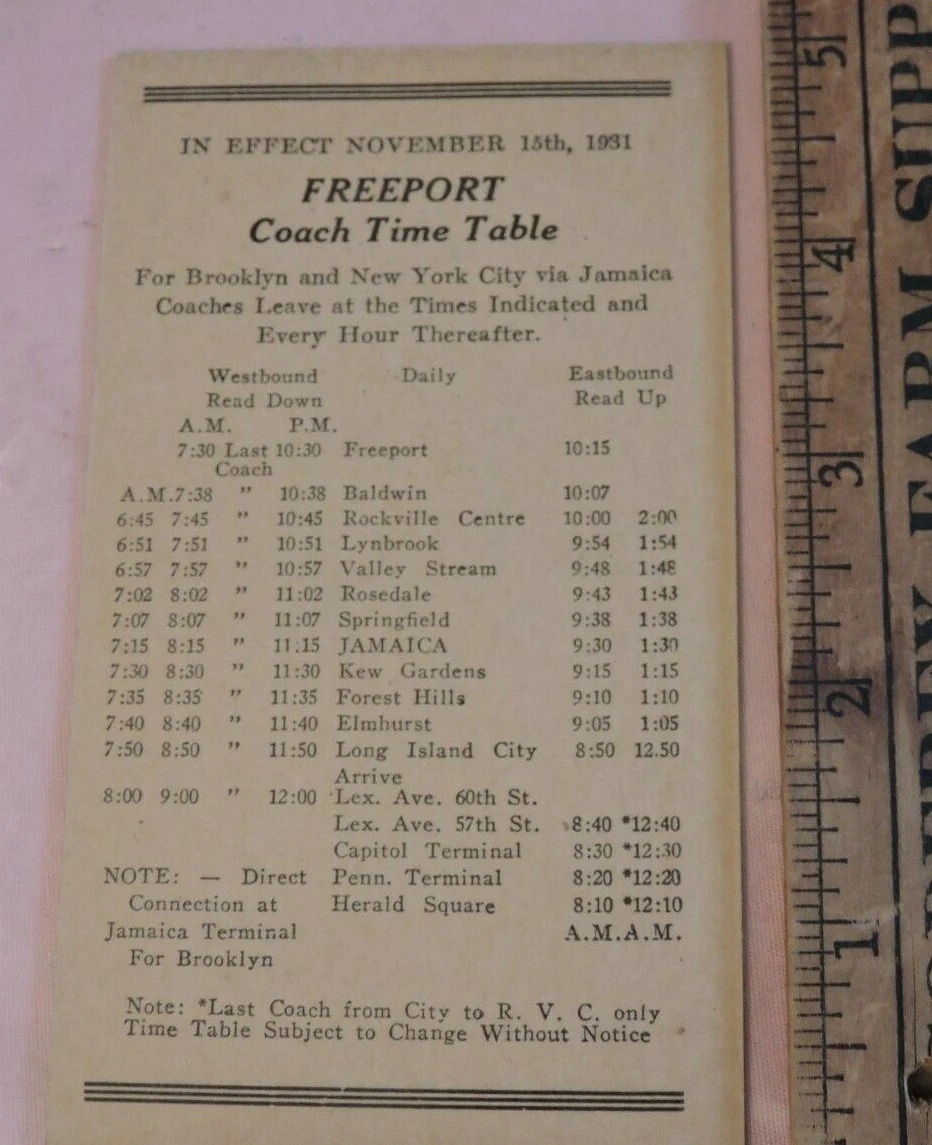 IN EFFECT NOVEMBER 15th, 1931
FREEPORT
Coach Time Table
For Brooklyn and New York City via Jamaica
Coaches Leave at the Times Indicated and
Every Hour Thereafter.
Westbound Daily Eastbound
Read Down Read Up
A.M. P.M.
7:30 Last 10:30 Freeport 10:15
Coach
A.M. 7:38 " 10:38 Baldwin 10:07
6:45 7:45 " 10:45 Rockville Centre 10:00 2:00
6:51 7:51 " 10:51 Lynbrook 9:54 1:54
6:57 7:57 " 10:57 Valley Stream 9:48 1:48
7:02 8:02 " 11:02 Rosedale 9:43 1:43
7:07 8:07 " 11:07 Springfield 9:38 1:38
7:15 8:15 " 11:15 JAMAICA 9:30 1:30
7:30 8:30 " 11:30 Kew Gardens 9:15 1:15
7:35 8:35 " 11:35 Forest Hills 9:10 1:10
7:40 8:40 " 11:40 Elmhurst 9:05 1:05
7:50 8:50 " 11:50 Long Island City 8:50 12.50
Arrive
8:00 9:00 " 12:00 Lex. Ave. 60th St.
Lex. Ave. 57th St. 8:40 *12:40
Capitol Terminal 8:30 *12:30
NOTE: — Direct Penn. Terminal 8:20 *12:20
Connection at Herald Square 8:10 *12:10
Jamaica Terminal A.M.A.M.
For Brooklyn
Note: *Last Coach from City to R. V. C. only
Time Table Subject to Change Without Notice
5
4
3
2
1
FARM SUPP